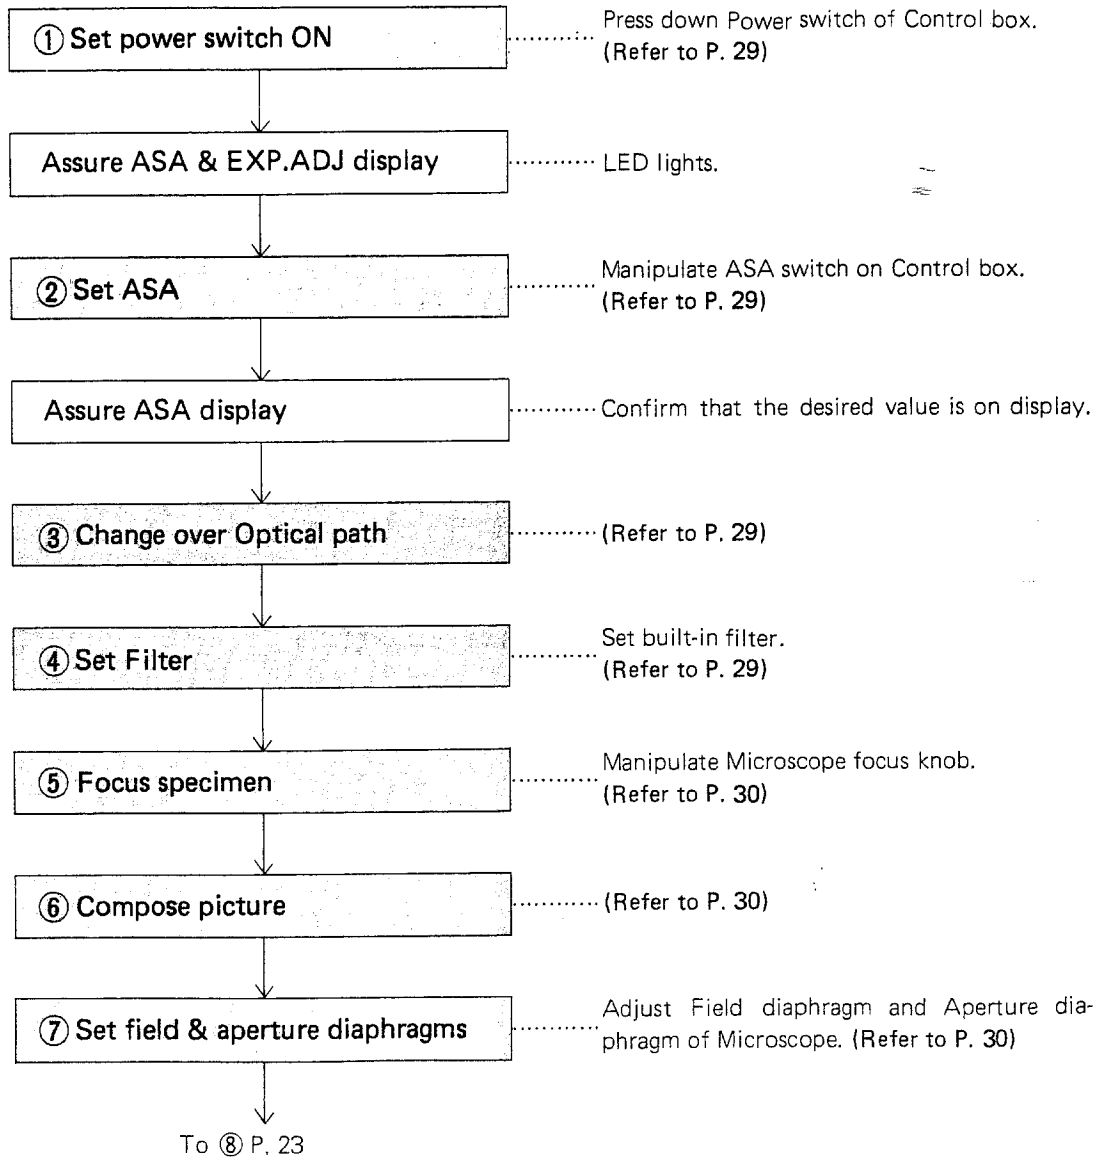 ① Set power switch ON
Press down Power switch of Control box.
(Refer to P. 29)
Assure ASA & EXP.ADJ display
LED lights.
② Set ASA
Manipulate ASA switch on Control box.
(Refer to P. 29)
Assure ASA display
Confirm that the desired value is on display.
③ Change over Optical path
(Refer to P. 29)
④ Set Filter
Set built-in filter.
(Refer to P. 29)
⑤ Focus specimen
Manipulate Microscope focus knob.
(Refer to P. 30)
⑥ Compose picture
(Refer to P. 30)
⑦ Set field & aperture diaphragms
Adjust Field diaphragm and Aperture dia-
phragm of Microscope. (Refer to P. 30)
To ⑧ P. 23